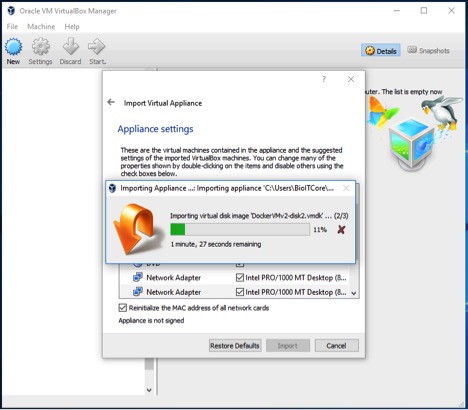 Oracle VM VirtualBox Manager
File Machine Help
New Settings Discard Start..
Details Snapshots
outer. The list is empty now
?
Import Virtual Appliance
Appliance settings
These are the virtual machines contained in the appliance and the suggested
settings of the imported VirtualBox machines. You can change many of the
properties shown by double-clicking on the items and disable others using the
check boxes below.
Importing Appliance ...: Importing appliance 'C:\Users\BioITCore\...
Importing virtual disk image 'DockerVMv2-disk2.vmdk' ... (2/3)
11%
1 minute, 27 seconds remaining
DVD
Network Adapter Intel PRO/1000 MT Desktop (8...
Network Adapter Intel PRO/1000 MT Desktop (8...
Reinitialize the MAC address of all network cards
Appliance is not signed
Restore Defaults Import Cancel